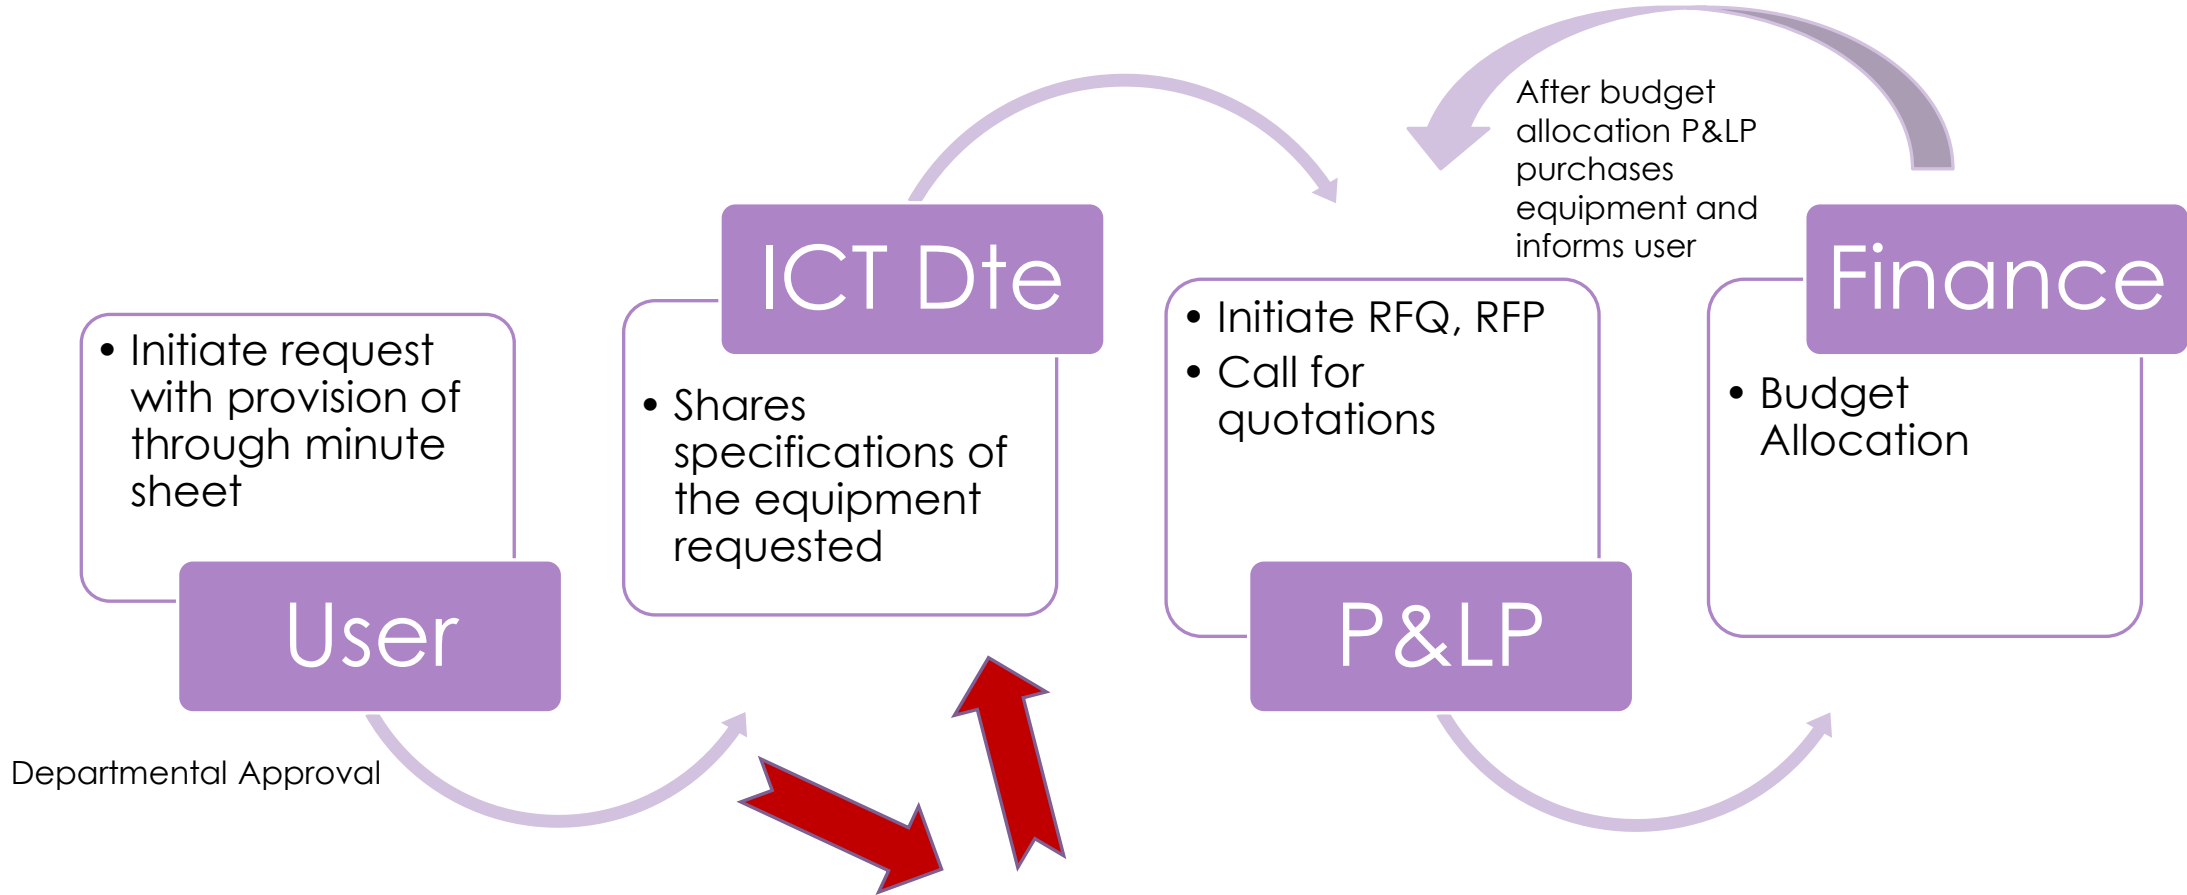 • Initiate request
with provision of
through minute
sheet
User
Departmental Approval
ICT Dte
• Shares
specifications of
the equipment
requested
• Initiate RFQ, RFP
• Call for
quotations
P&LP
After budget
allocation P&LP
purchases
equipment and
informs user
Finance
• Budget
Allocation